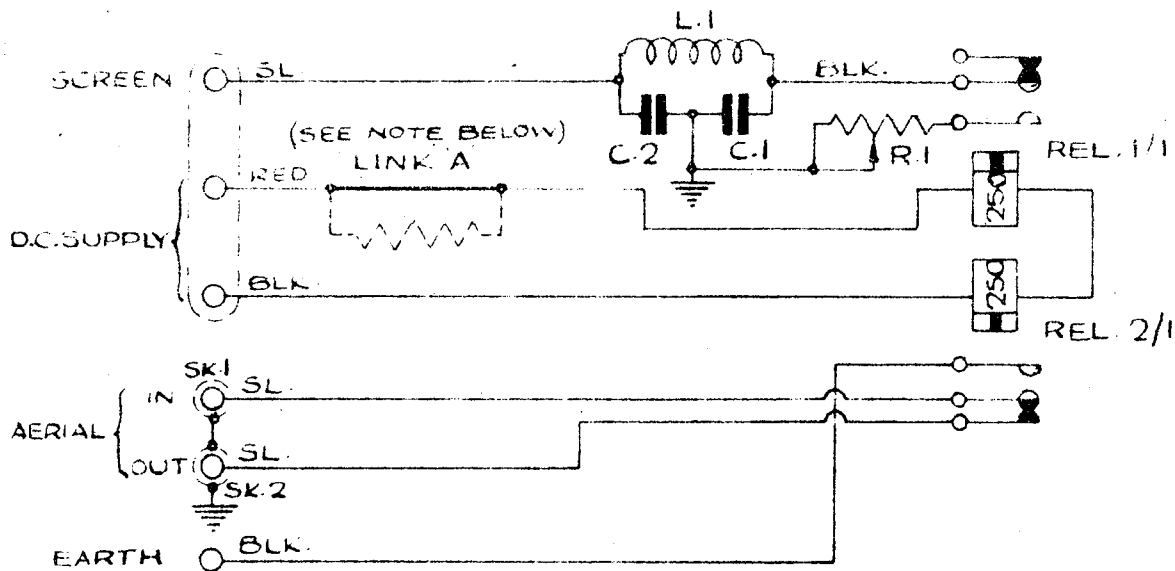 L.1
SCREEN
SL.
BLK.
(SEE NOTE BELOW)
LINK A
C.2
C.1
R.1
REL. 1/1
RED
250
D.C. SUPPLY
BLK.
250
REL. 2/1
SK.1
IN
SL.
AERIAL
OUT
SL.
SK.2
EARTH
BLK.